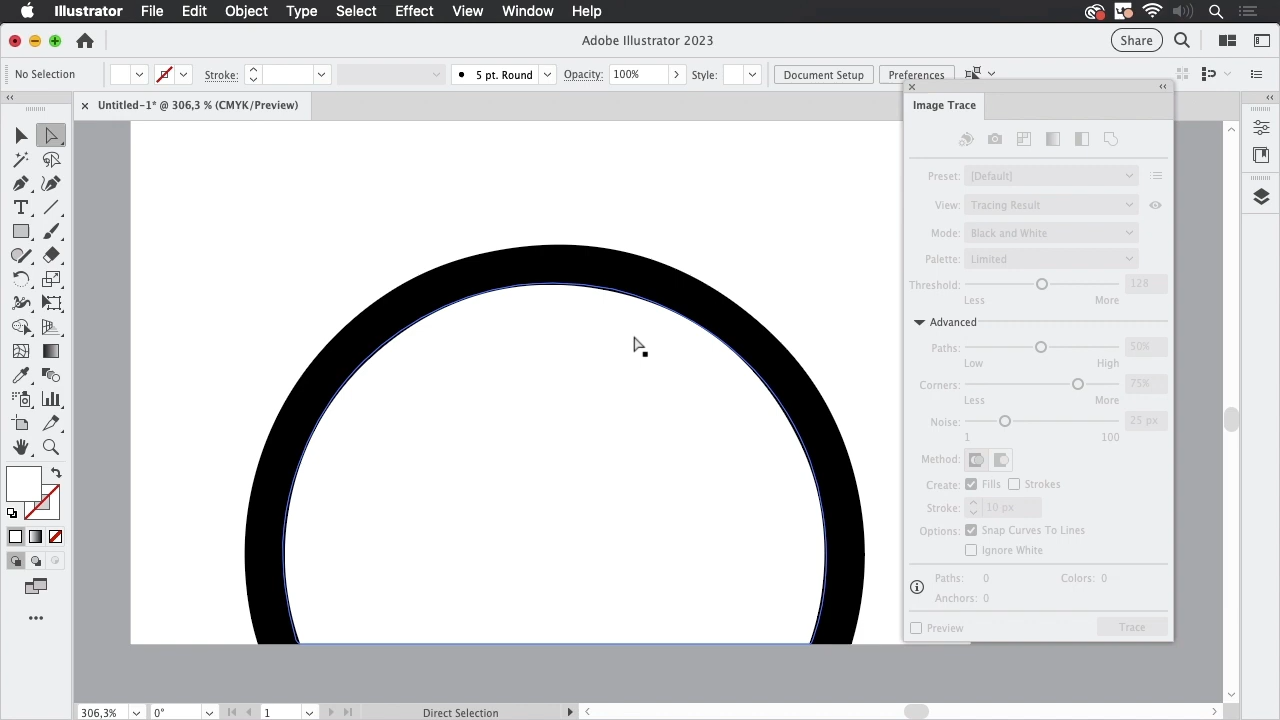 Illustrator File Edit Object Type Select Effect View Window Help
Adobe Illustrator 2023
Share
No Selection
Stroke:
5 pt. Round
Opacity:
100%
Style:
Document Setup
Preferences
Untitled-1* @ 306,3 % (CMYK/Preview)
Image Trace
Preset: [Default]
View: Tracing Result
Mode: Black and White
Palette: Limited
Threshold: 128
Less More
Advanced
Paths: 50%
Low High
Corners: 75%
Less More
Noise: 25 px
1 100
Method:
Create: Fills Strokes
Stroke: 10 px
Options: Snap Curves To Lines
Ignore White
Paths: 0 Colors: 0
Anchors: 0
Preview Trace
306,3% 0° 1 Direct Selection